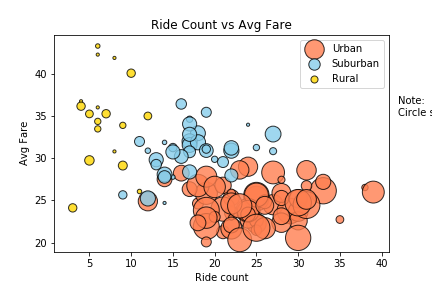 Ride Count vs Avg Fare
Urban
Suburban
Rural
Note:
Circle
Avg Fare
40
35
30
25
20
5 10 15 20 25 30 35 40
Ride count